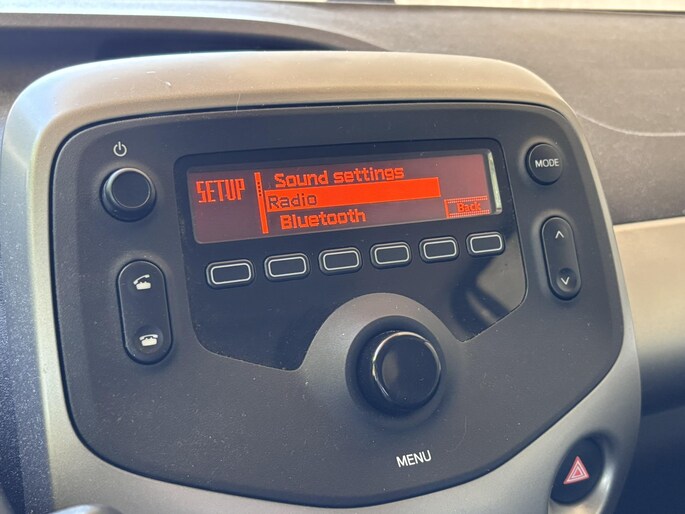 SETUP
Sound settings
Radio
Bluetooth
Back
MODE
MENU